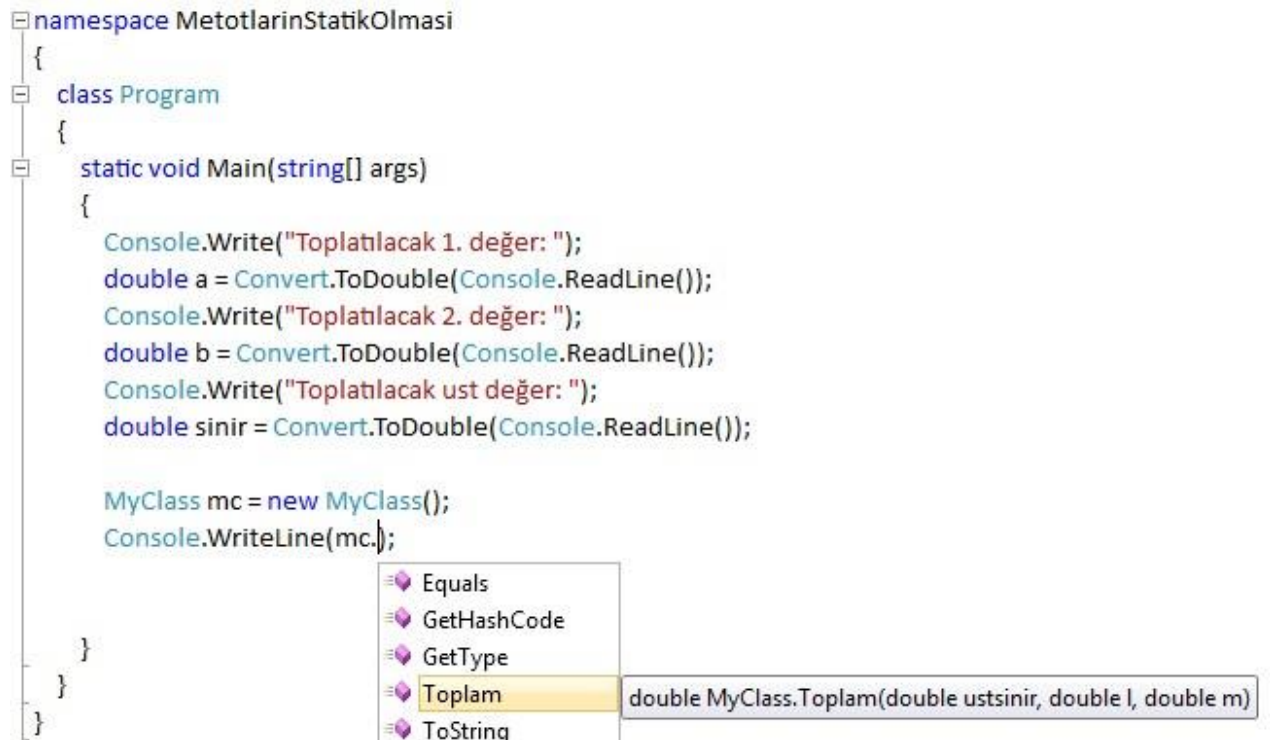 namespace MetotlarinStatikOlmasi
{
class Program
{
static void Main(string[] args)
{
Console.Write("Toplatılacak 1. değer: ");
double a = Convert.ToDouble(Console.ReadLine());
Console.Write("Toplatılacak 2. değer: ");
double b = Convert.ToDouble(Console.ReadLine());
Console.Write("Toplatılacak ust değer: ");
double sinir = Convert.ToDouble(Console.ReadLine());
MyClass mc = new MyClass();
Console.WriteLine(mc.);
Equals
GetHashCode
GetType
Toplam
double MyClass.Toplam(double ustsinir, double l, double m)
ToString
}
}
}